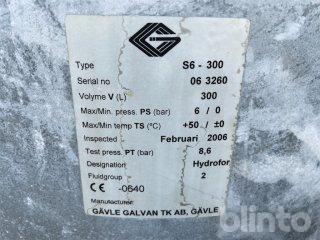 Type S6 - 300
Serial no 06 3260
Volyme V (L) 300
Max/Min. press. PS (bar) 6 / 0
Max/Min temp TS (°C) +50 / ±0
Inspected Februari 2006
Test press. PT (bar) 8,6
Designation Hydrofor
Fluidgroup 2
CE -0640
Manufacturer
GÄVLE GALVAN TK AB, GÄVLE
blinto